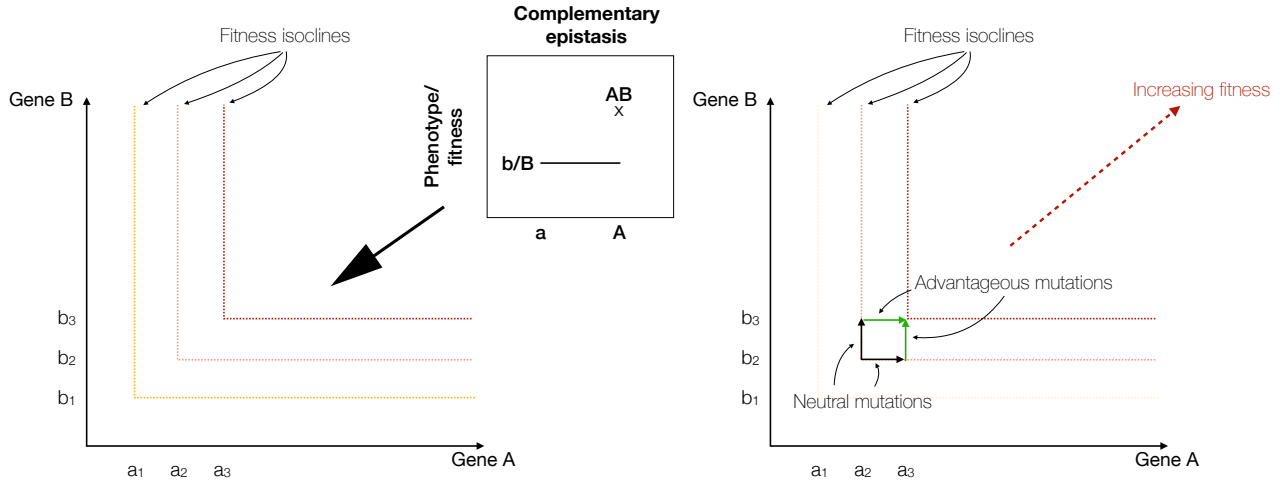 Fitness isoclines
Gene B
b₃
b₂
b₁
a₁
a₂
a₃
Gene A
Complementary
epistasis
Phenotype/
fitness
AB
x
b/B
a
A
Fitness isoclines
Gene B
Increasing fitness
Advantageous mutations
b₃
b₂
b₁
Neutral mutations
a₁
a₂
a₃
Gene A